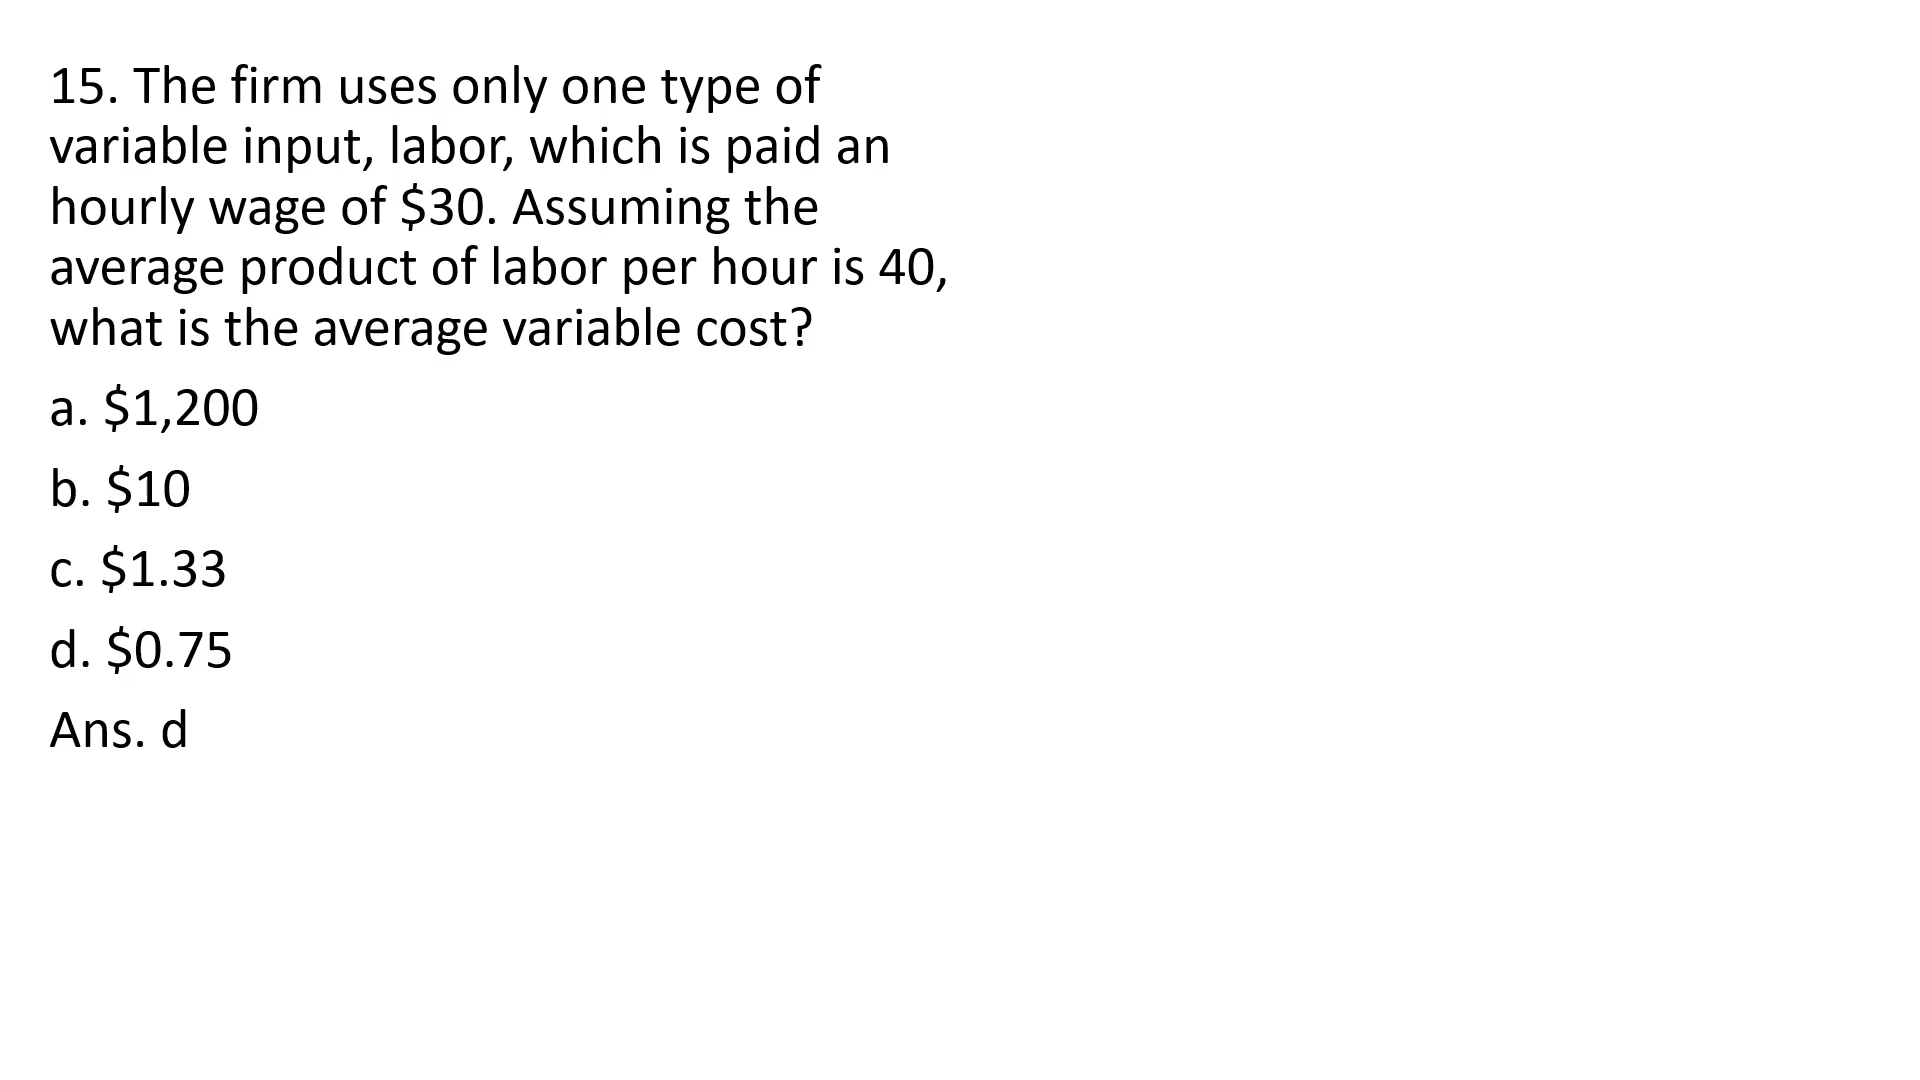 15. The firm uses only one type of
variable input, labor, which is paid an
hourly wage of $30. Assuming the
average product of labor per hour is 40,
what is the average variable cost?
a. $1,200
b. $10
c. $1.33
d. $0.75
Ans. d